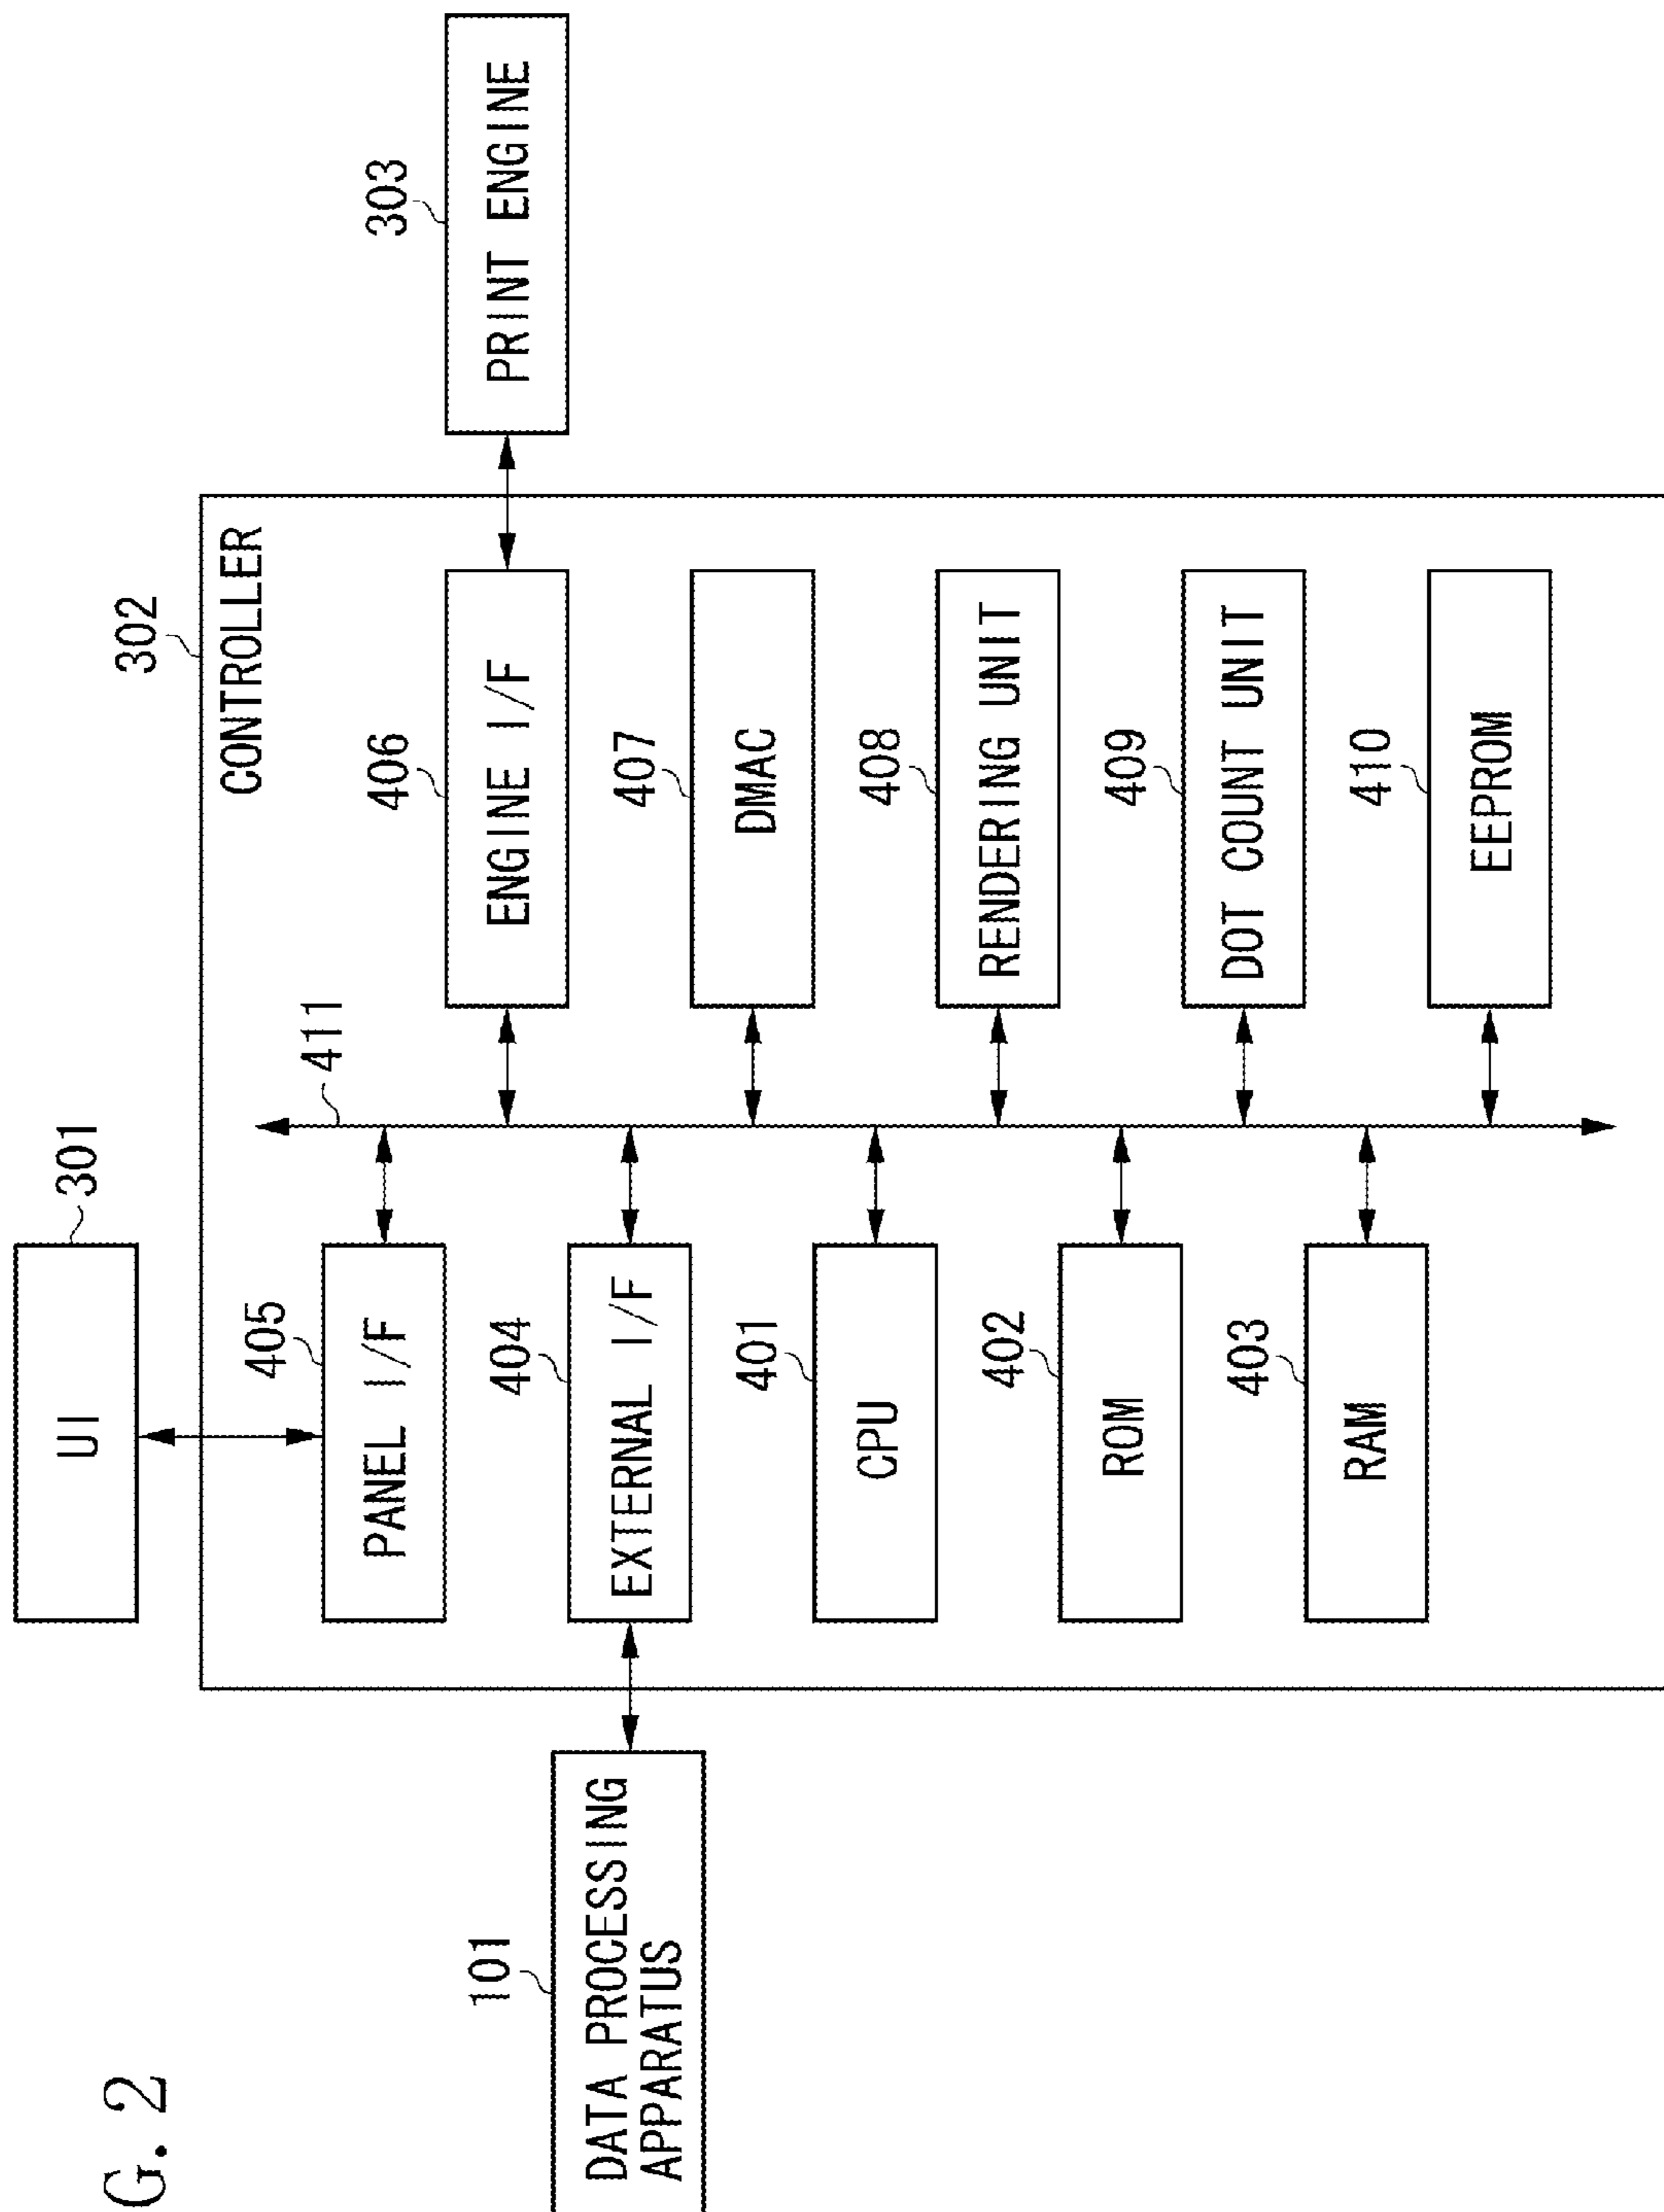 G. 2
301
UI
302
CONTROLLER
405
PANEL I/F
411
406
ENGINE I/F
303
PRINT ENGINE
101
DATA PROCESSING
APPARATUS
404
EXTERNAL I/F
407
DMAC
401
CPU
408
RENDERING UNIT
402
ROM
409
DOT COUNT UNIT
403
RAM
410
EEPROM